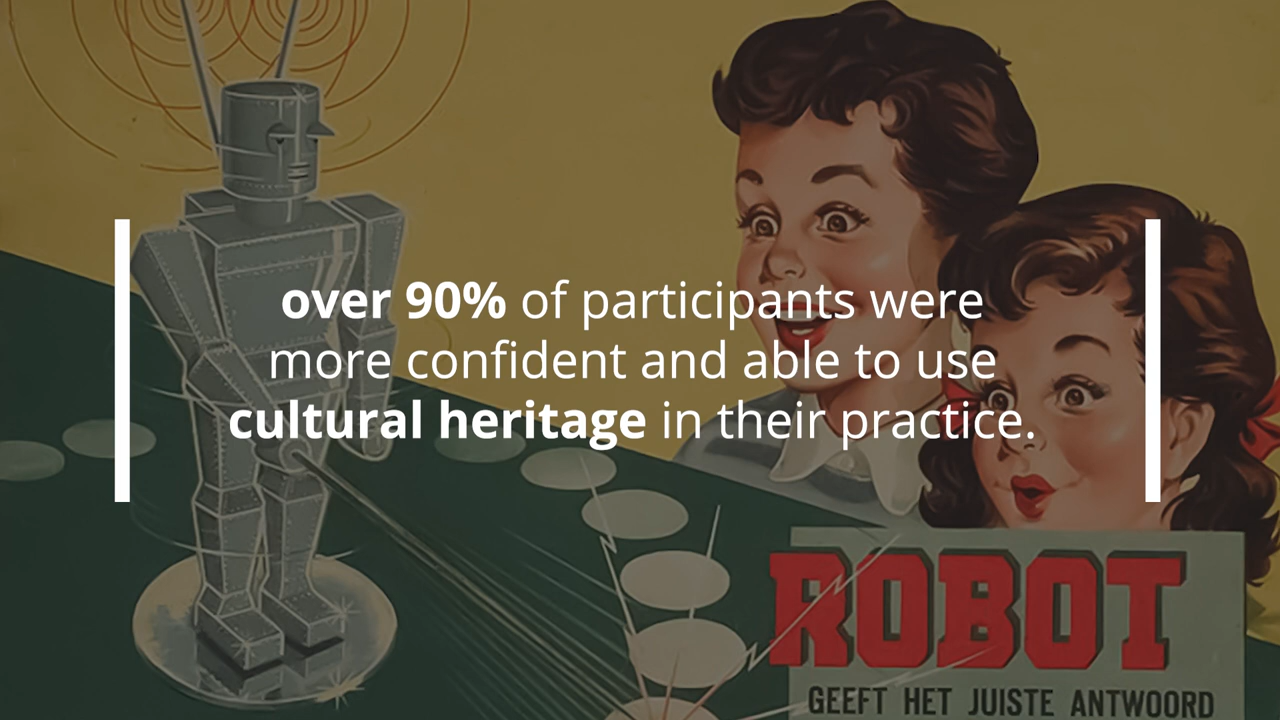 over 90% of participants were
more confident and able to use
cultural heritage in their practice.
ROBOT
GEEFT HET JUISTE ANTWOORD